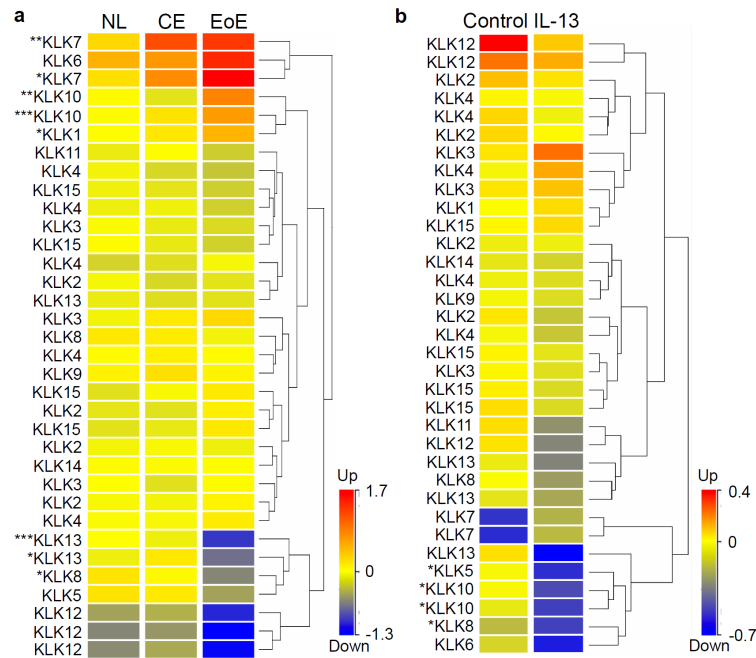 a
NL CE EoE
**KLK7
KLK6
*KLK7
**KLK10
***KLK10
*KLK1
KLK11
KLK4
KLK15
KLK4
KLK3
KLK15
KLK4
KLK2
KLK13
KLK3
KLK8
KLK4
KLK9
KLK15
KLK2
KLK15
KLK2
KLK14
KLK3
KLK2
KLK4
***KLK13
*KLK13
*KLK8
KLK5
KLK12
KLK12
KLK12
Up
1.7
0
-1.3
Down
b
Control IL-13
KLK12
KLK12
KLK2
KLK4
KLK4
KLK2
KLK3
KLK4
KLK3
KLK1
KLK15
KLK2
KLK14
KLK4
KLK9
KLK2
KLK4
KLK15
KLK3
KLK15
KLK15
KLK11
KLK12
KLK13
KLK8
KLK13
KLK7
KLK7
KLK13
*KLK5
*KLK10
*KLK10
*KLK8
KLK6
Up
0.4
0
-0.7
Down